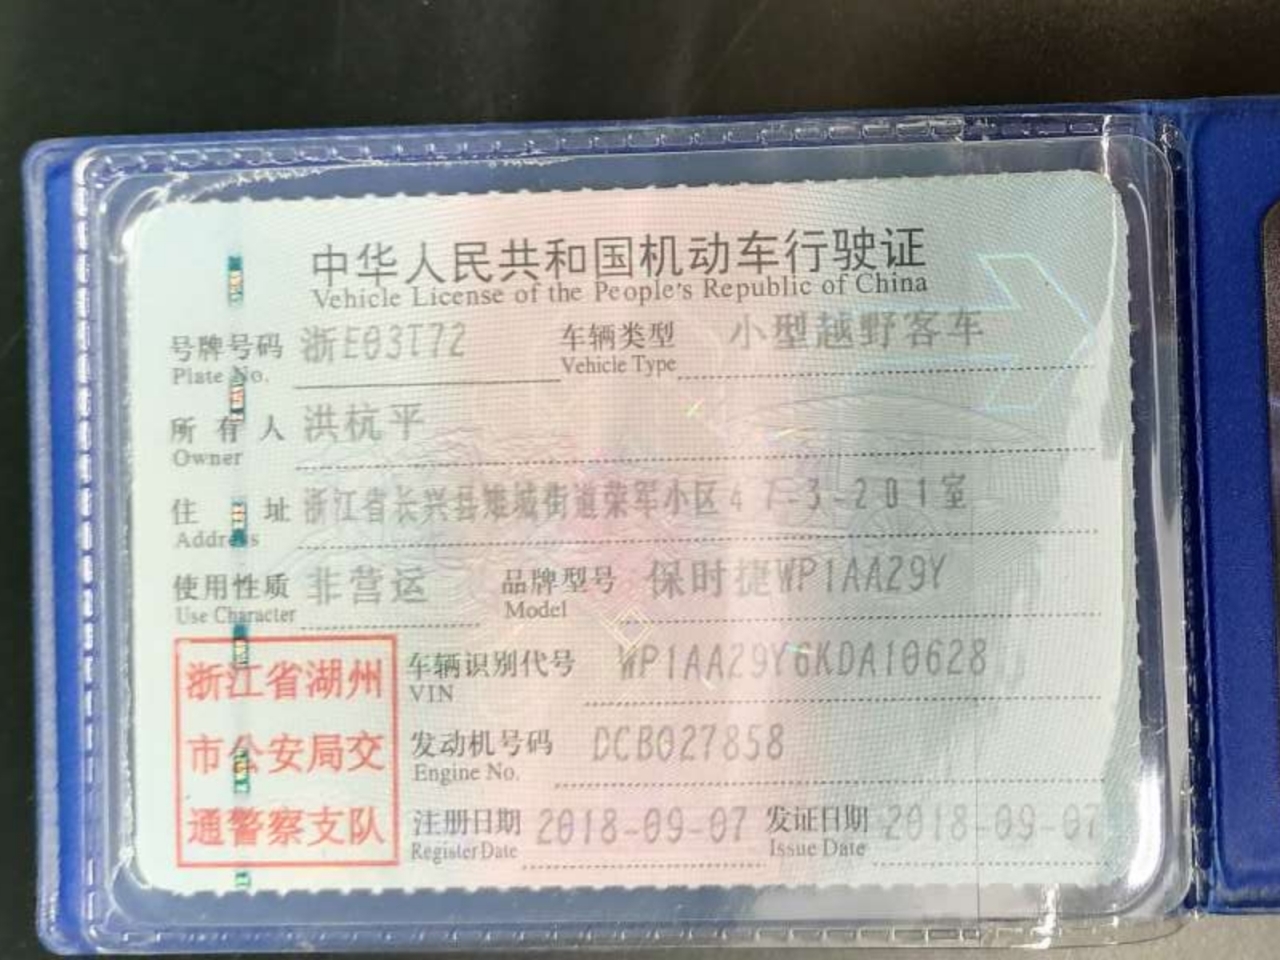 中华人民共和国机动车行驶证
Vehicle License of the People's Republic of China
号牌号码 浙E03T72 车辆类型 小型越野客车
Plate No. Vehicle Type
所有人 洪杭平
Owner
住址 浙江省长兴县雉城街道荣军小区47-3-201室
Address
使用性质 非营运 品牌型号 保时捷WP1AA29Y
Use Character Model
浙江省湖州
市公安局交
通警察支队
车辆识别代号 WP1AA29Y6KDA10628
VIN
发动机号码 DCB027858
Engine No.
注册日期 2018-09-07 发证日期 2018-09-07
Register Date Issue Date